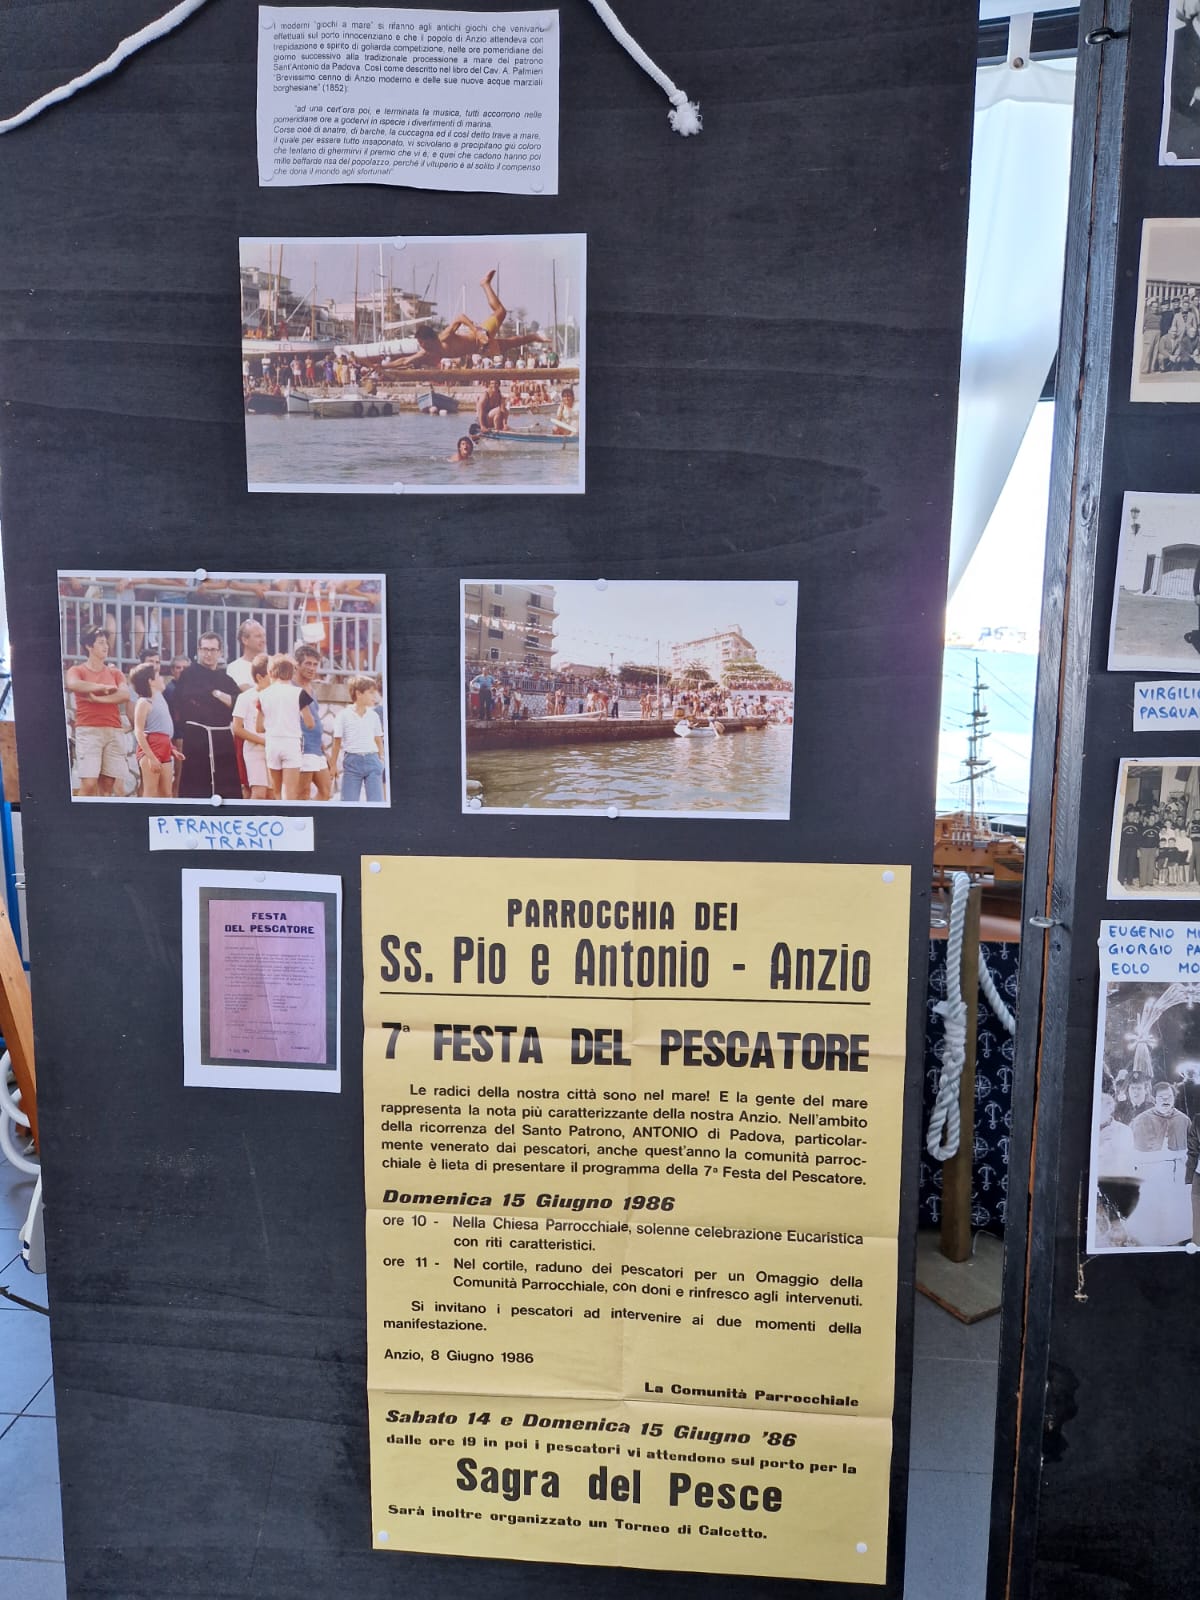 I moderni "giochi a mare" si rifanno agli antichi giochi che venivano
effettuati sul porto innocenziano e che il popolo di Anzio attendeva con
trepidazione e spirito di goliarda competizione, nelle ore pomeridiane del
giorno successivo alla tradizionale processione a mare del patrono
Sant'Antonio da Padova. Così come descritto nel libro del Cav. A. Palmieri
"Brevissimo cenno di Anzio moderno e delle sue nuove acque marziali
borghesiane" (1852):
"ad una cert'ora poi, e terminata la musica, tutti accorrono nelle
pomeridiane ore a godervi in ispecie i divertimenti di marina.
Corse cioè di anatre, di barche, la cuccagna ed il così detto trave a mare,
il quale per essere tutto insaponato, vi scivolano e precipitano giù coloro
che tentano di ghermirvi il premio che vi è, e quei che cadono hanno poi
mille beffarde risa del popolazzo, perché il vituperio è al solito il compenso
che dona il mondo agli sfortunati"
P. FRANCESCO
TRANI
FESTA
DEL PESCATORE
PARROCCHIA DEI
Ss. Pio e Antonio - Anzio
7ª FESTA DEL PESCATORE
Le radici della nostra città sono nel mare! E la gente del mare
rappresenta la nota più caratterizzante della nostra Anzio. Nell'ambito
della ricorrenza del Santo Patrono, ANTONIO di Padova, particolar-
mente venerato dai pescatori, anche quest'anno la comunità parroc-
chiale è lieta di presentare il programma della 7ª Festa del Pescatore.
Domenica 15 Giugno 1986
ore 10 - Nella Chiesa Parrocchiale, solenne celebrazione Eucaristica
con riti caratteristici.
ore 11 - Nel cortile, raduno dei pescatori per un Omaggio della
Comunità Parrocchiale, con doni e rinfresco agli intervenuti.
Si invitano i pescatori ad intervenire ai due momenti della
manifestazione.
Anzio, 8 Giugno 1986
La Comunità Parrocchiale
Sabato 14 e Domenica 15 Giugno '86
dalle ore 19 in poi i pescatori vi attendono sul porto per la
Sagra del Pesce
Sarà inoltre organizzato un Torneo di Calcetto.
VIRGILIO
PASQUA
EUGENIO MI
GIORGIO PA
EOLO MO